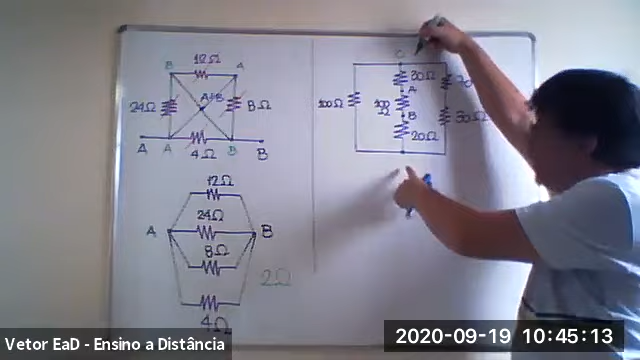 12Ω
B A
24Ω A≡B 8Ω
A A 4Ω B B
12Ω
24Ω
A B
8Ω
2Ω
4Ω
C
30Ω
A
100Ω 100Ω
B 30Ω
20Ω
Vetor EaD - Ensino a Distância
2020-09-19 10:45:13